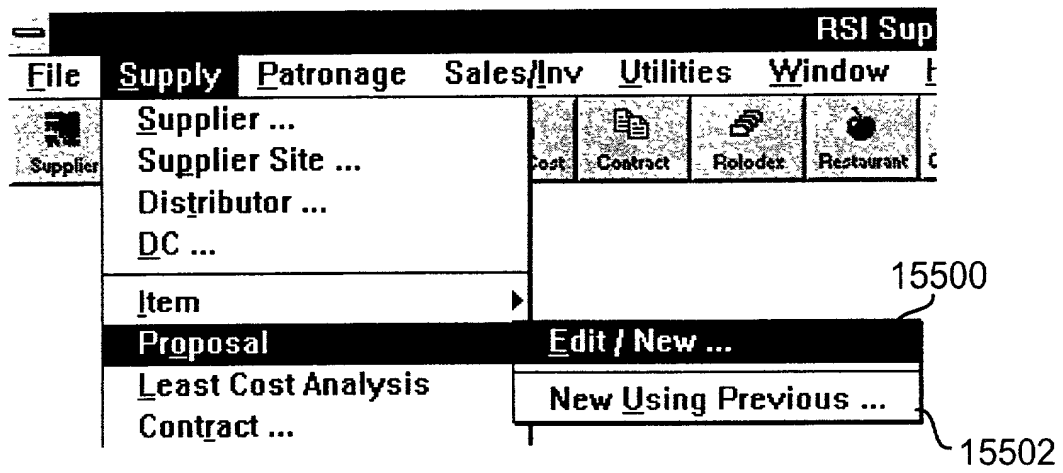 RSI Sup
File Supply Patronage Sales/Inv Utilities Window
Supplier Cost Contract Rolodex Restaurant
Supplier ...
Supplier Site ...
Distributor ...
DC ...
Item
Proposal
Least Cost Analysis
Contract ...
15500
Edit / New ...
New Using Previous ...
15502